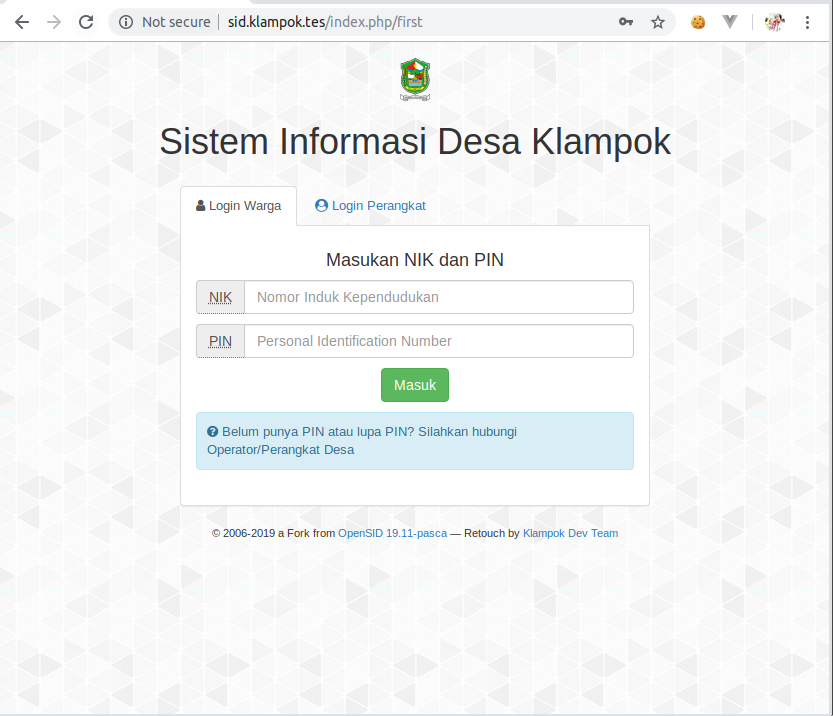 Not secure
sid.klampok.tes/index.php/first
Sistem Informasi Desa Klampok
Login Warga
Login Perangkat
Masukan NIK dan PIN
NIK
Nomor Induk Kependudukan
PIN
Personal Identification Number
Masuk
Belum punya PIN atau lupa PIN? Silahkan hubungi
Operator/Perangkat Desa
© 2006-2019 a Fork from OpenSID 19.11-pasca — Retouch by Klampok Dev Team